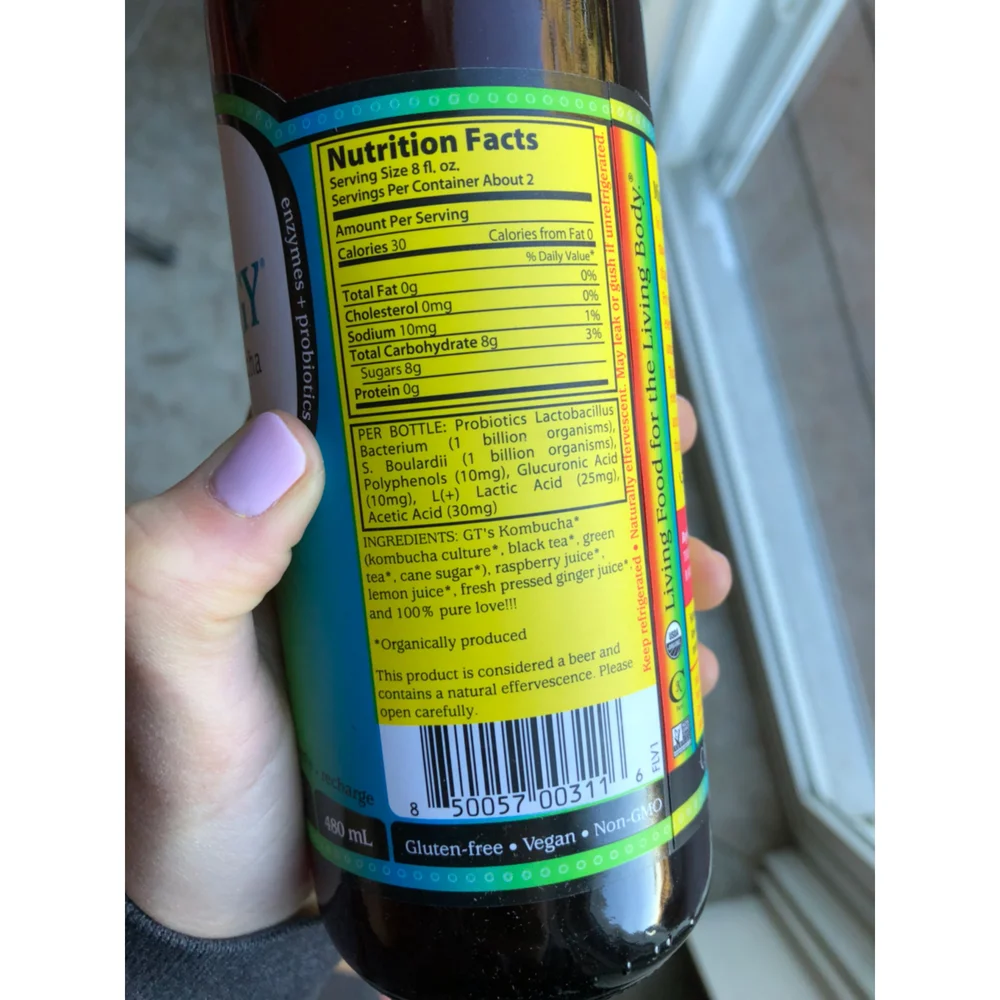 enzymes + probiotics
Y®
Nutrition Facts
Serving Size 8 fl. oz.
Servings Per Container About 2
Amount Per Serving
Calories 30 Calories from Fat 0
% Daily Value*
Total Fat 0g 0%
Cholesterol 0mg 0%
Sodium 10mg 1%
Total Carbohydrate 8g 3%
Sugars 8g
Protein 0g
PER BOTTLE: Probiotics Lactobacillus
Bacterium (1 billion organisms),
S. Boulardii (1 billion organisms),
Polyphenols (10mg), Glucuronic Acid
(10mg), L(+) Lactic Acid (25mg),
Acetic Acid (30mg)
INGREDIENTS: GT's Kombucha*
(kombucha culture*, black tea*, green
tea*, cane sugar*), raspberry juice*,
lemon juice*, fresh pressed ginger juice*
and 100% pure love!!!
*Organically produced
This product is considered a beer and
contains a natural effervescence. Please
open carefully.
8 50057 00311 6
FLV1
Keep refrigerated • Naturally effervescent. May leak or gush if unrefrigerated.
Living Food for the Living Body.®
USDA
recharge
480 mL
Gluten-free • Vegan • Non-GMO